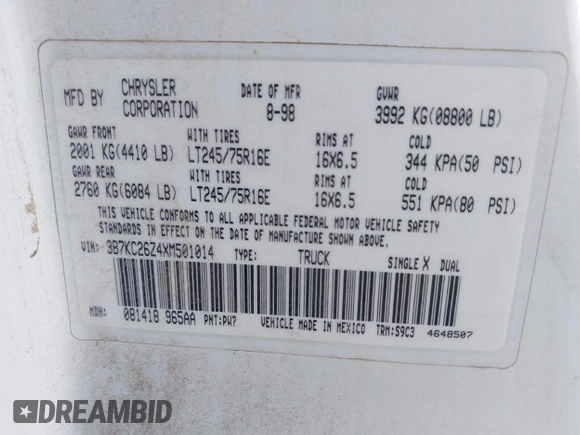 MFD BY CHRYSLER CORPORATION DATE OF MFR 8-98 GVWR 3992 KG(08800 LB)
GAWR FRONT WITH TIRES RIMS AT COLD
2001 KG(4410 LB) LT245/75R16E 16X6.5 344 KPA(50 PSI)
GAWR REAR WITH TIRES RIMS AT COLD
2760 KG(6084 LB) LT245/75R16E 16X6.5 551 KPA(80 PSI)
THIS VEHICLE CONFORMS TO ALL APPLICABLE FEDERAL MOTOR VEHICLE SAFETY
STANDARDS IN EFFECT ON THE DATE OF MANUFACTURE SHOWN ABOVE.
VIN: 3B7KC26Z4XM501014 TYPE: TRUCK SINGLE X DUAL
MDH: 081418 965AA PNT:PW7 VEHICLE MADE IN MEXICO TRM:S9C3 4648507
DREAMBID